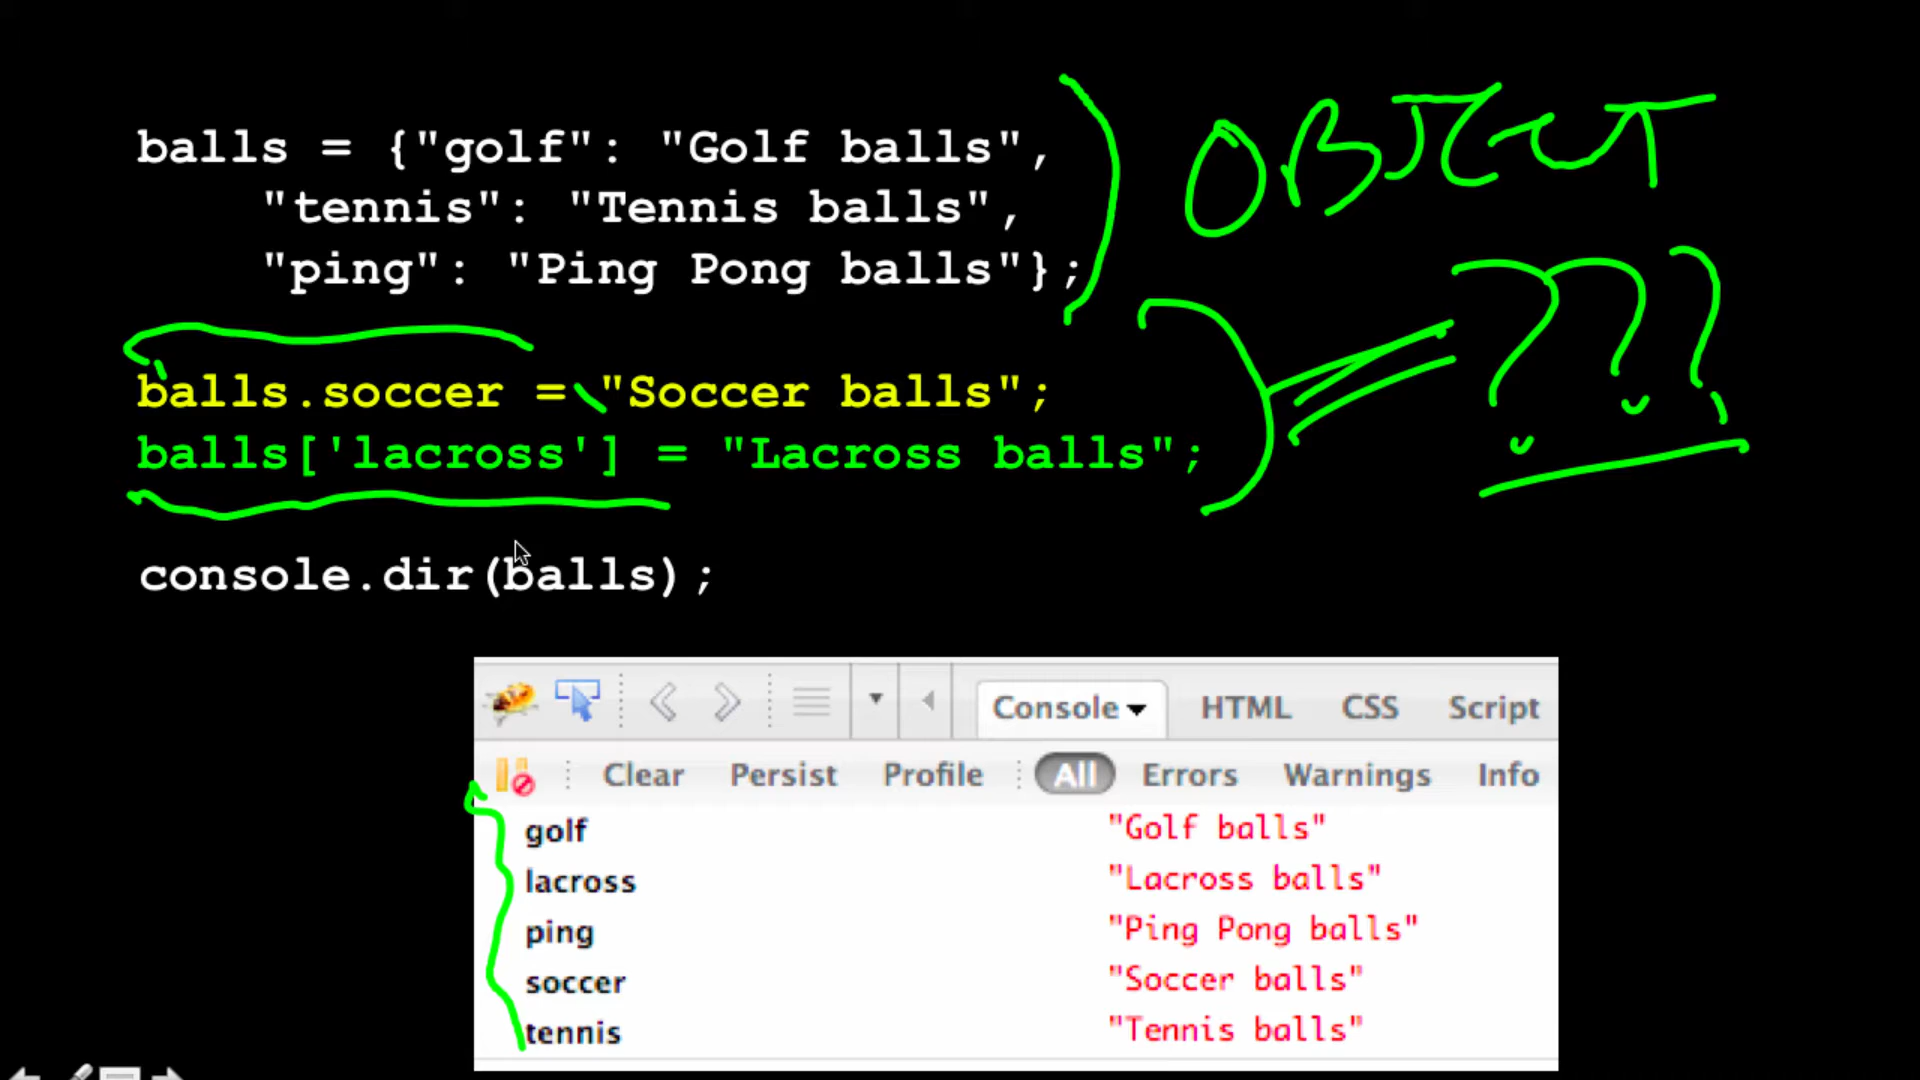 balls = {"golf": "Golf balls",
"tennis": "Tennis balls",
"ping": "Ping Pong balls"};
OBJECT
balls.soccer = "Soccer balls";
balls['lacross'] = "Lacross balls";
???
console.dir(balls);
Console HTML CSS Script
Clear Persist Profile All Errors Warnings Info
golf "Golf balls"
lacross "Lacross balls"
ping "Ping Pong balls"
soccer "Soccer balls"
tennis "Tennis balls"